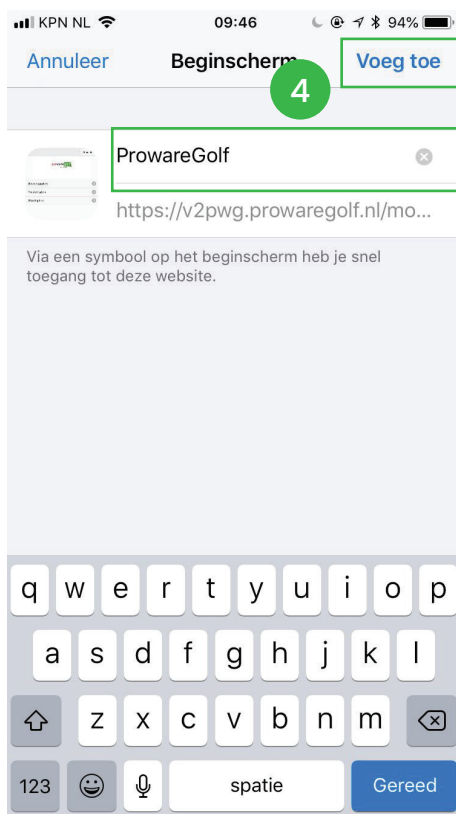 KPN NL 09:46 94%
Annuleer Beginscherm Voeg toe
4
ProwareGolf
https://v2pwg.prowaregolf.nl/mo...
Via een symbool op het beginscherm heb je snel
toegang tot deze website.
q w e r t y u i o p
a s d f g h j k l
z x c v b n m
123 spatie Gereed